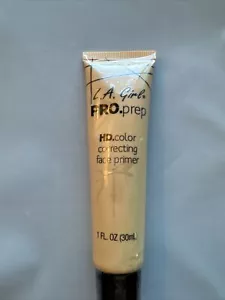 L.A. Girl
PRO.prep
HD.color
correcting
face primer
1 FL. OZ (30mL)